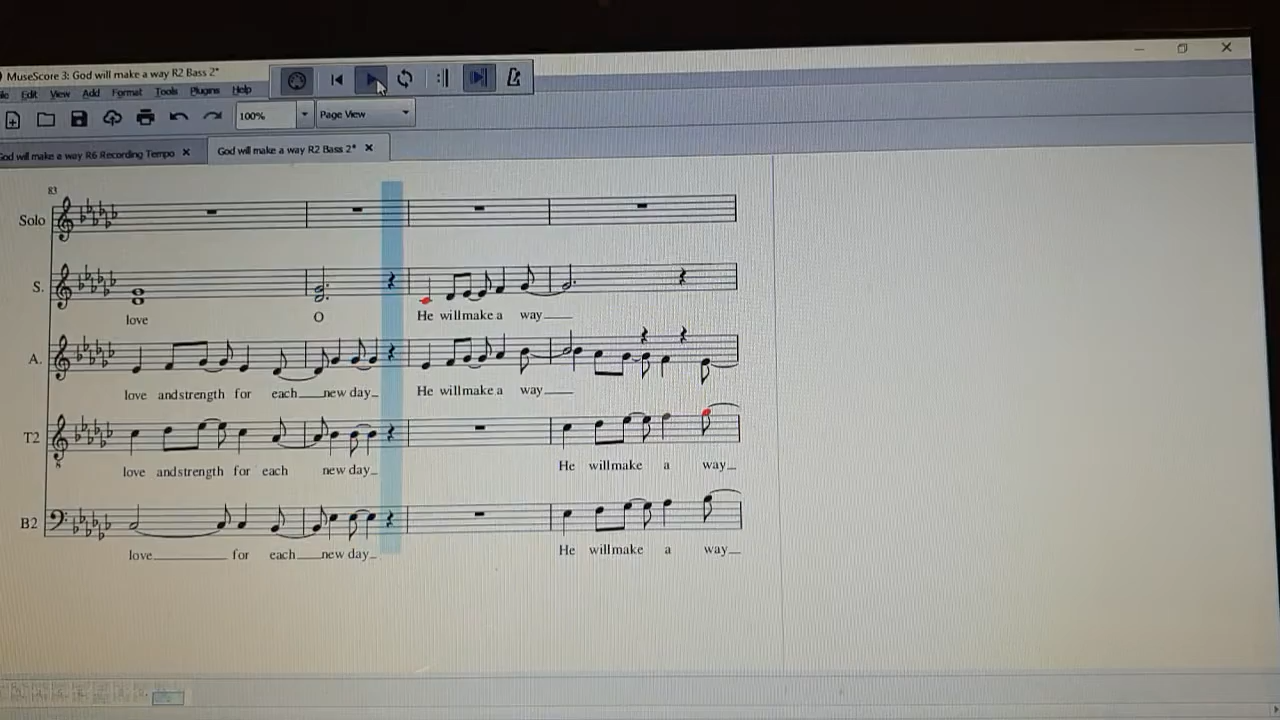 MuseScore 3: God will make a way R2 Bass 2*
Edit View Add Format Tools Plugins Help
100% Page View
God will make a way R6 Recording Tempo God will make a way R2 Bass 2*
83
Solo
S.
love O He will make a way
A.
love and strength for each new day He will make a way
T2
love and strength for each new day He will make a way
B2
love for each new day He will make a way